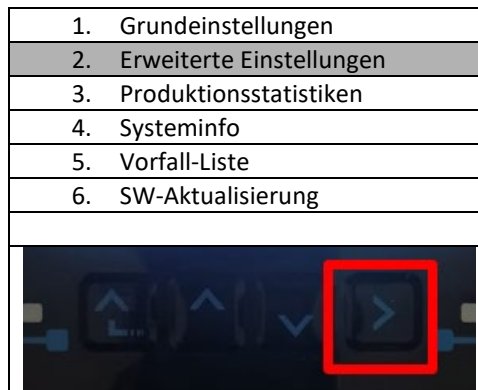 1. Grundeinstellungen
2. Erweiterte Einstellungen
3. Produktionsstatistiken
4. Systeminfo
5. Vorfall-Liste
6. SW-Aktualisierung